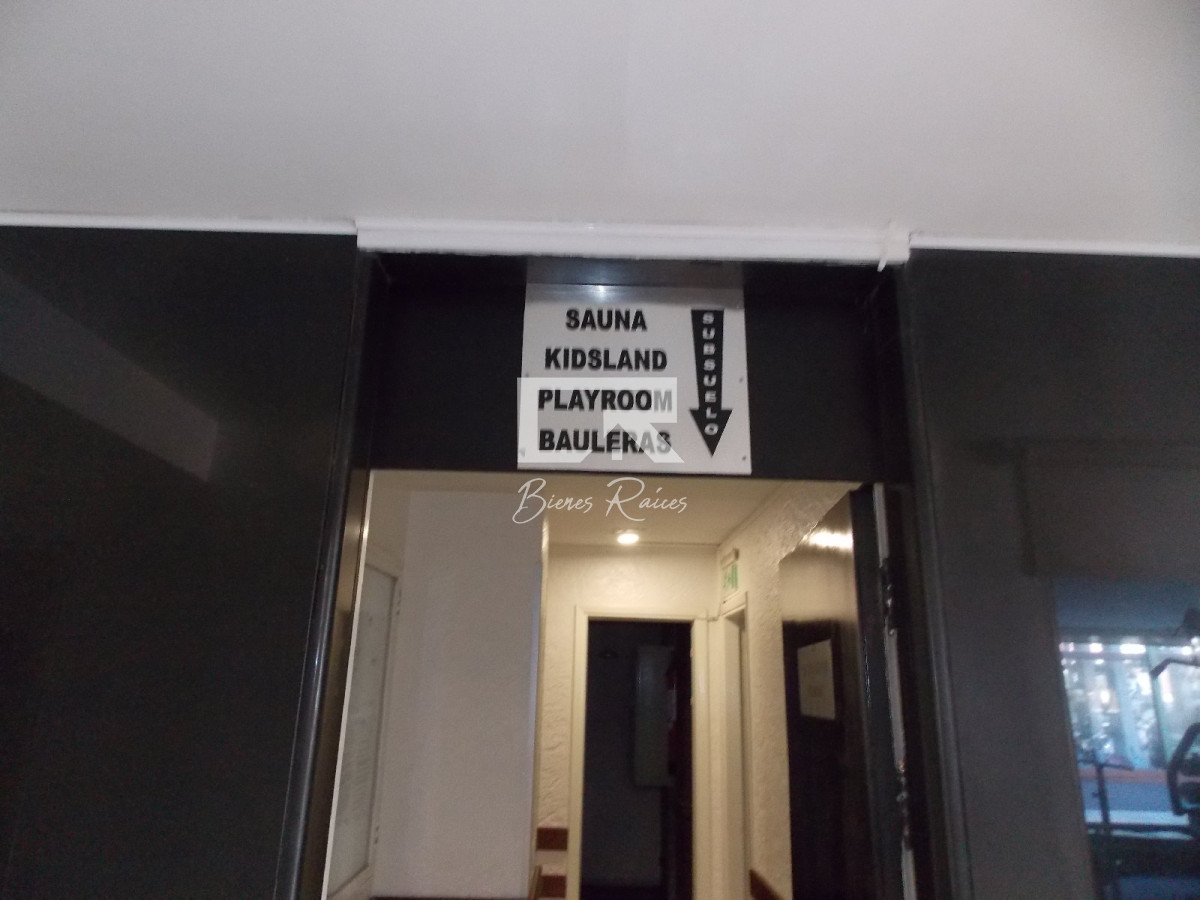 SAUNA
KIDSLAND
PLAYROOM
BAULERAS
SUBSUELO
Bienes Raíces